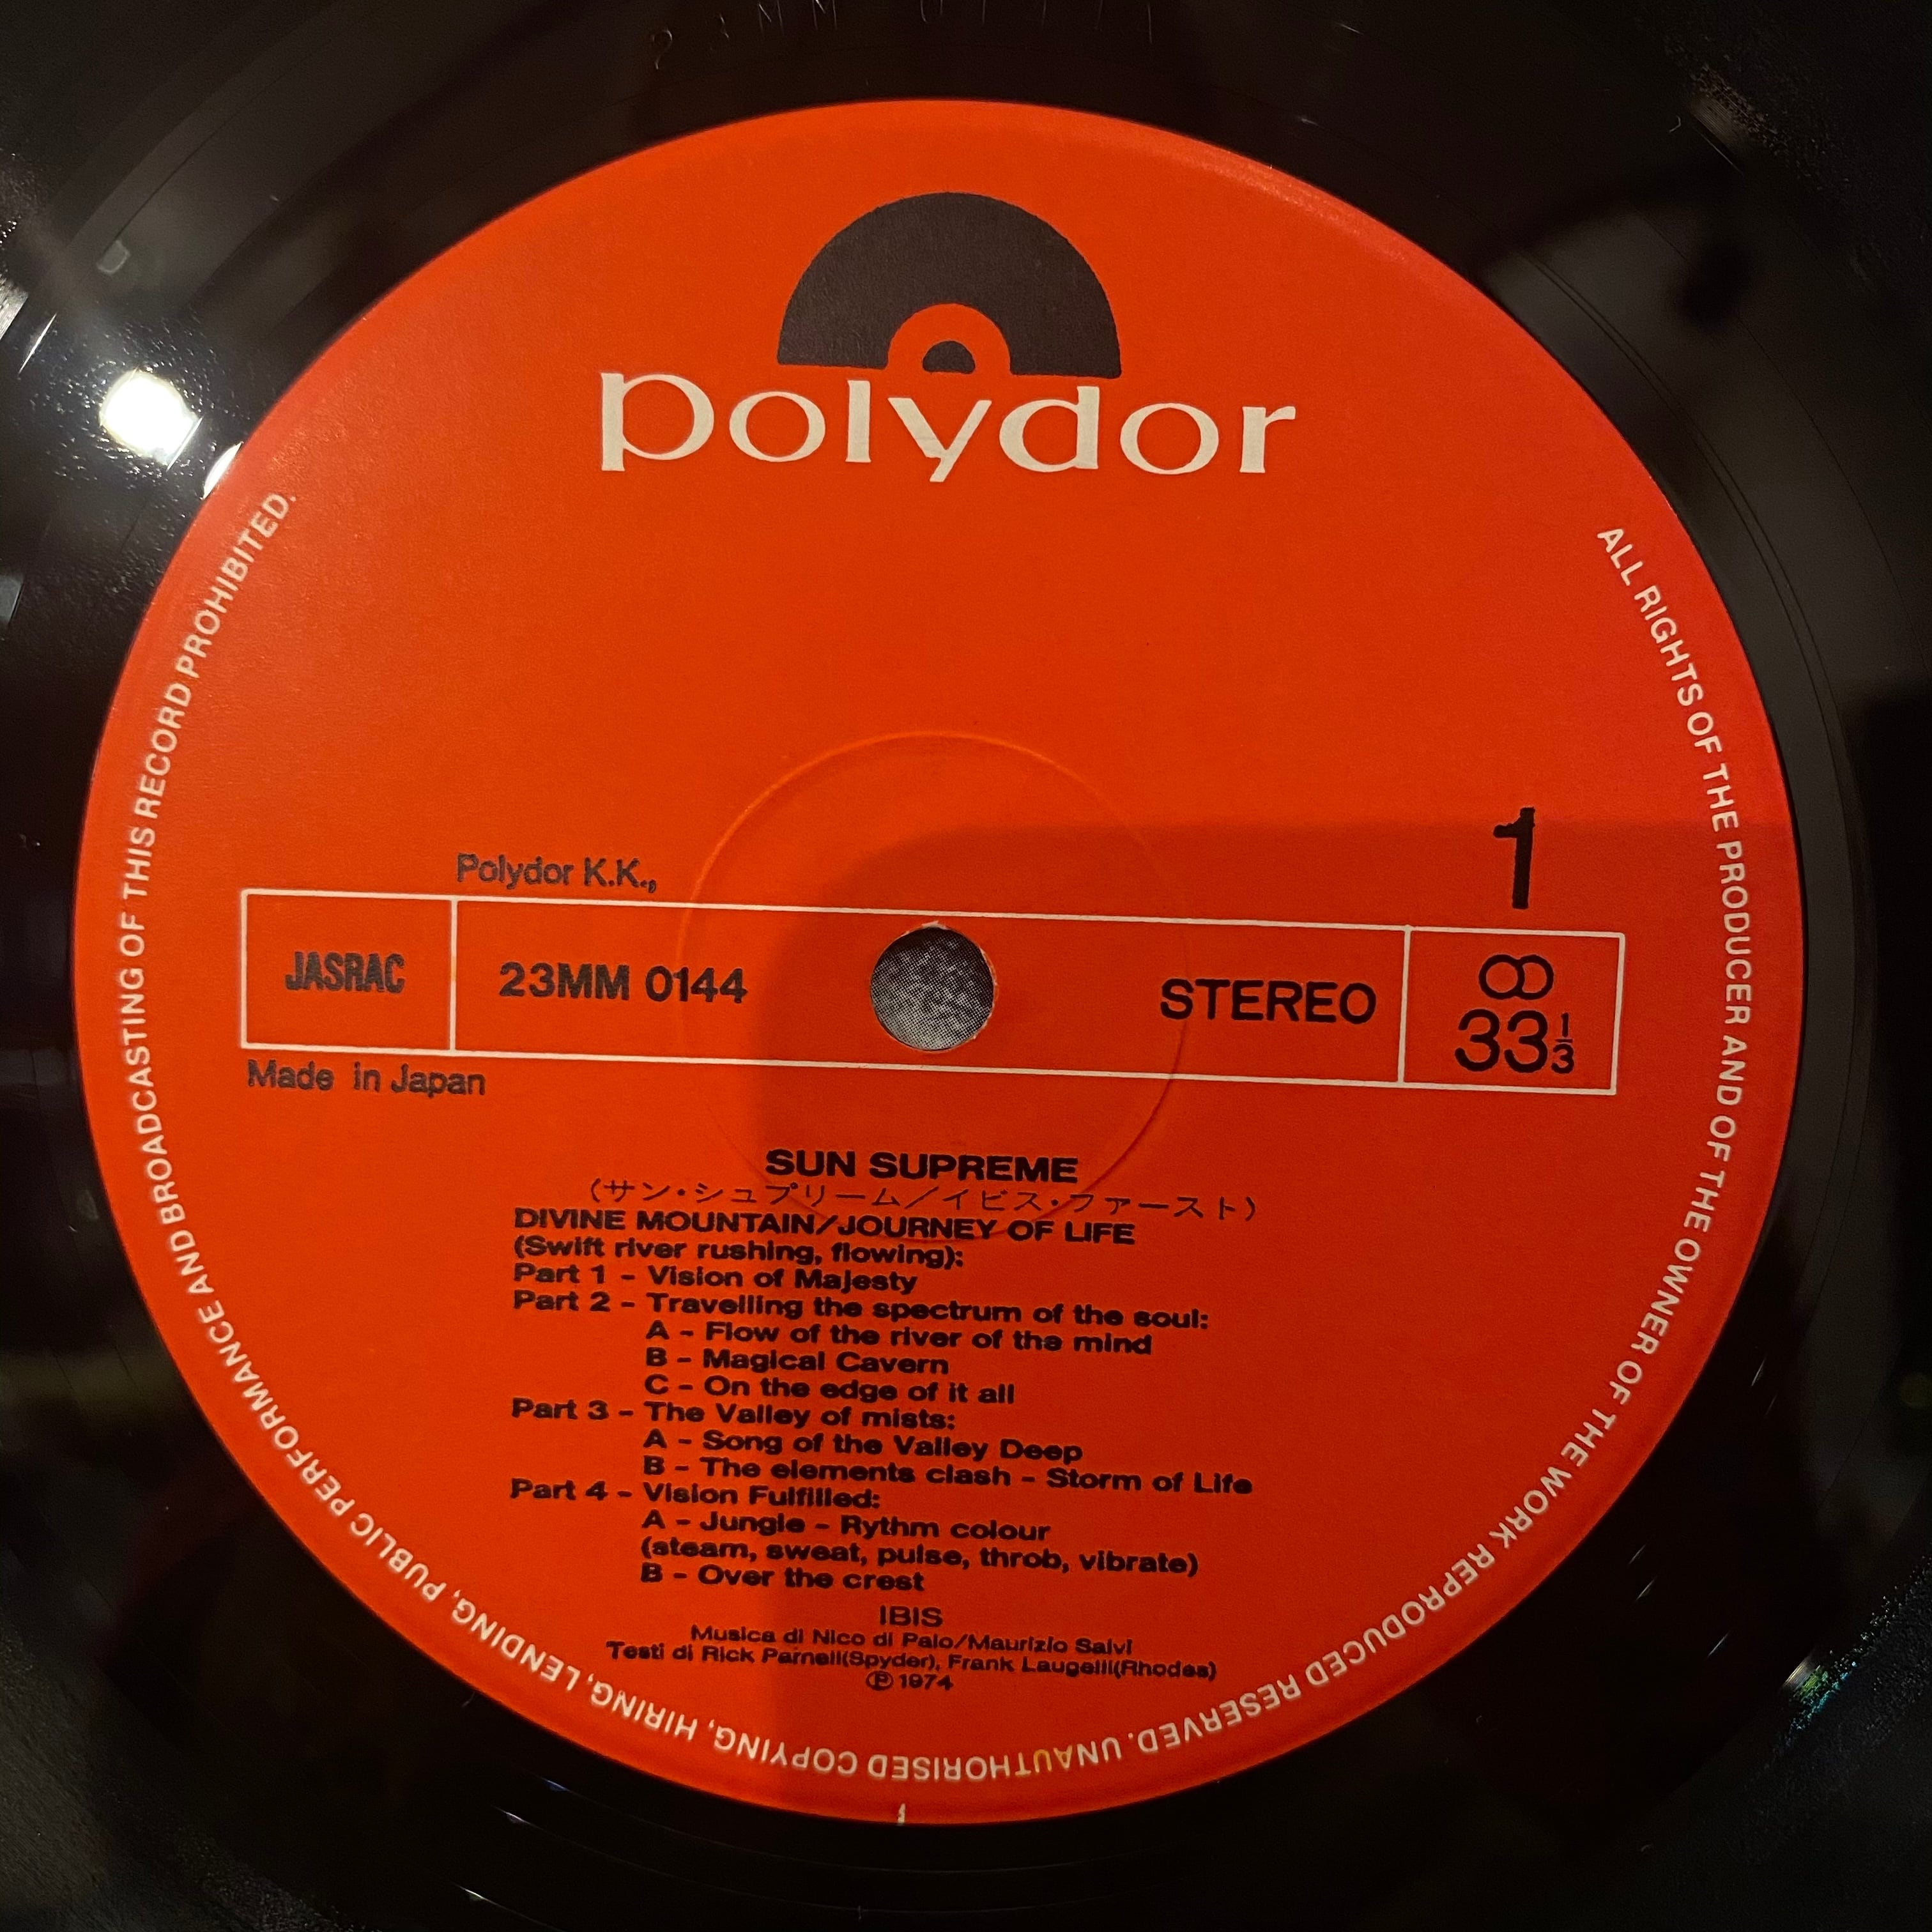 polydor
ALL RIGHTS OF THE PRODUCER AND OF THE OWNER OF THE WORK REPRODUCED RESERVED. UNAUTHORISED COPYING, HIRING, LENDING, PUBLIC PERFORMANCE AND BROADCASTING OF THIS RECORD PROHIBITED.
1
Polydor K.K.,
JASRAC 23MM 0144 STEREO 33 1/3
Made in Japan
SUN SUPREME
(サン・シュプリーム／イビス・ファースト)
DIVINE MOUNTAIN/JOURNEY OF LIFE
(Swift river rushing, flowing):
Part 1 - Vision of Majesty
Part 2 - Travelling the spectrum of the soul:
A - Flow of the river of the mind
B - Magical Cavern
C - On the edge of it all
Part 3 - The Valley of mists:
A - Song of the Valley Deep
B - The elements clash - Storm of Life
Part 4 - Vision Fulfilled:
A - Jungle - Rythm colour
(steam, sweat, pulse, throb, vibrate)
B - Over the crest
IBIS
Musica di Nico di Palo/Maurizio Salvi
Testi di Rick Parnell(Spyder), Frank Laugelli(Rhodes)
℗ 1974